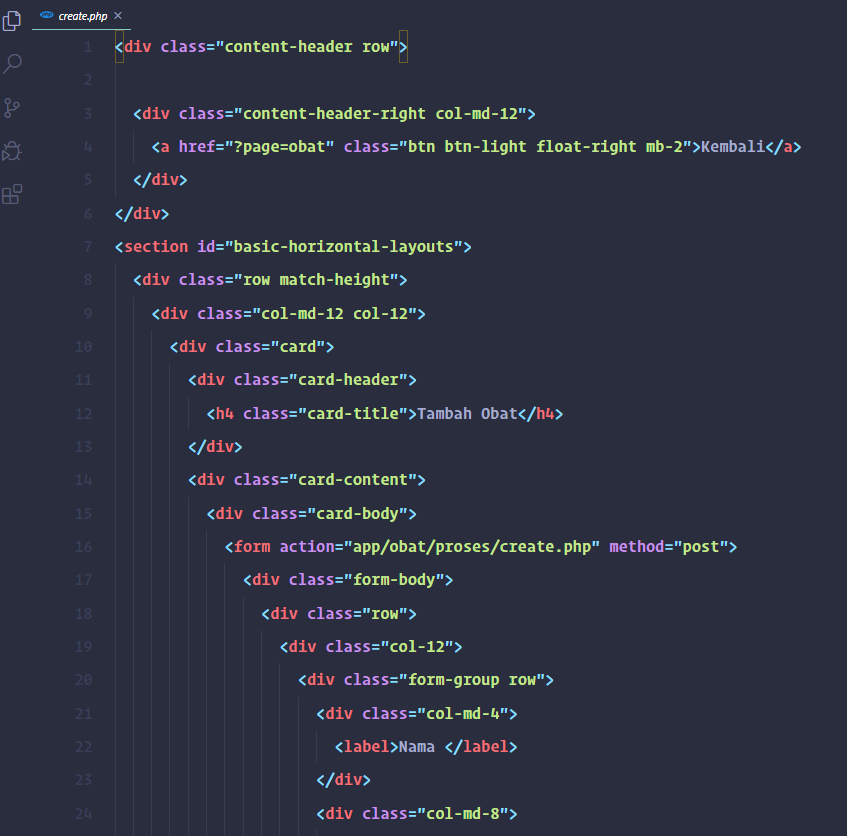 create.php ×
1 <div class="content-header row">
2
3 <div class="content-header-right col-md-12">
4 <a href="?page=obat" class="btn btn-light float-right mb-2">Kembali</a>
5 </div>
6 </div>
7 <section id="basic-horizontal-layouts">
8 <div class="row match-height">
9 <div class="col-md-12 col-12">
10 <div class="card">
11 <div class="card-header">
12 <h4 class="card-title">Tambah Obat</h4>
13 </div>
14 <div class="card-content">
15 <div class="card-body">
16 <form action="app/obat/proses/create.php" method="post">
17 <div class="form-body">
18 <div class="row">
19 <div class="col-12">
20 <div class="form-group row">
21 <div class="col-md-4">
22 <label>Nama </label>
23 </div>
24 <div class="col-md-8">